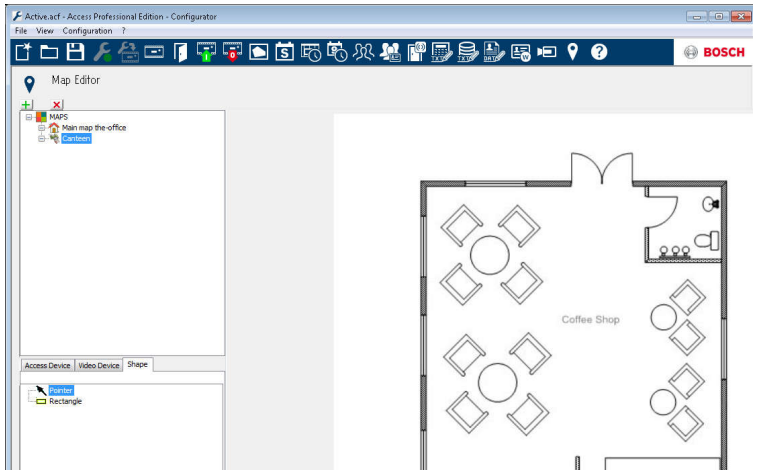 Active.acf - Access Professional Edition - Configurator
File View Configuration ?
BOSCH
Map Editor
MAPS
Main map the-office
Canteen
Coffee Shop
Access Device Video Device Shape
Pointer
Rectangle